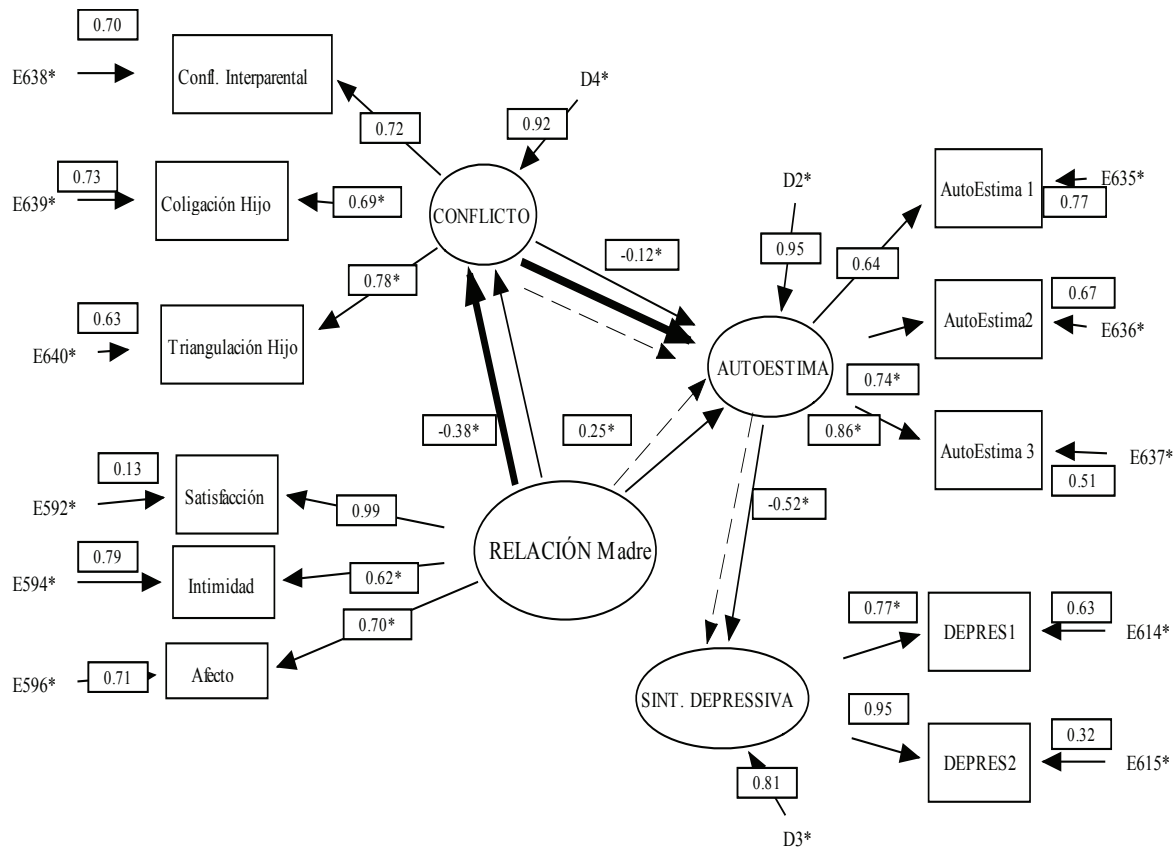 0.70
E638*
Confl. Interparental
0.72
D4*
0.92
0.73
E639*
Coligación Hijo
0.69*
CONFLICTO
0.63
E640*
Triangulación Hijo
0.78*
-0.12*
D2*
0.95
AUTOESTIMA
0.64
AutoEstima 1
E635*
0.77
AutoEstima2
0.67
E636*
0.74*
0.86*
AutoEstima 3
E637*
0.51
-0.38*
0.25*
-0.52*
0.13
E592*
Satisfacción
0.99
RELACIÓN Madre
0.79
E594*
Intimidad
0.62*
0.70*
E596*
0.71
Afecto
SINT. DEPRESSIVA
0.77*
DEPRES1
0.63
E614*
0.95
DEPRES2
0.32
E615*
0.81
D3*